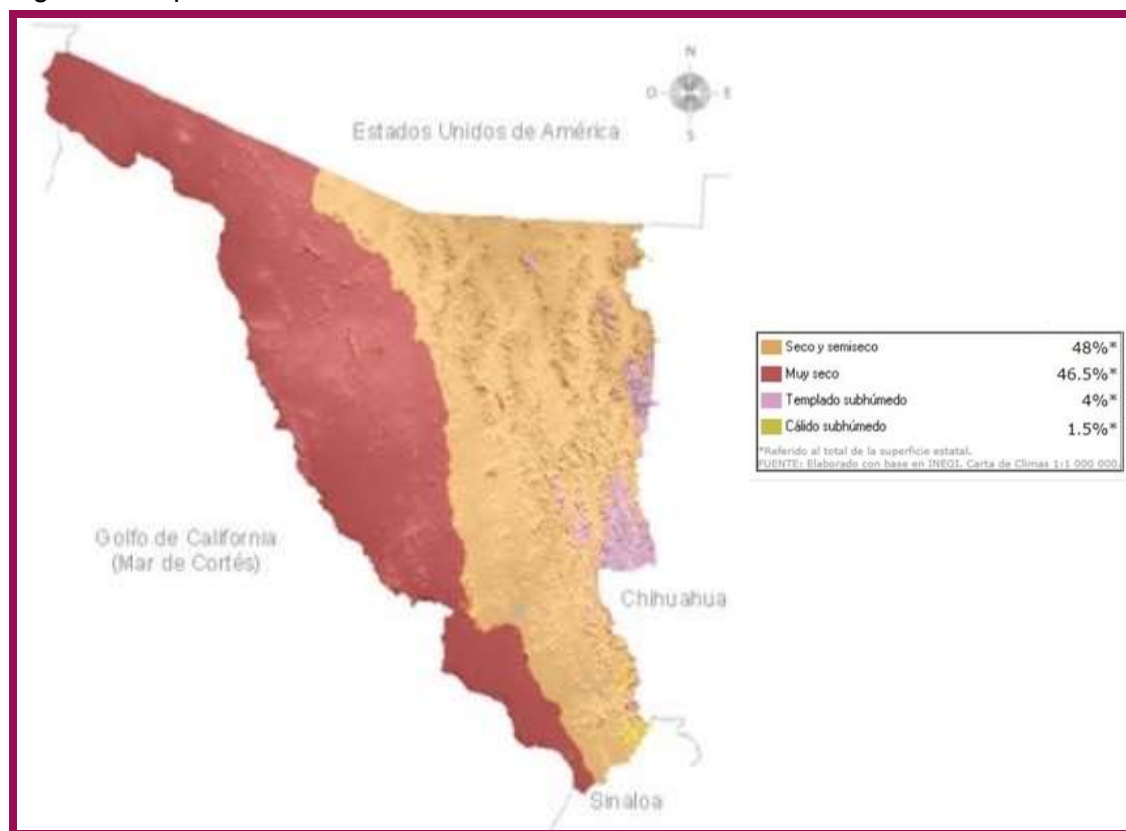 N
O E
S
Estados Unidos de América
Seco y semiseco 48%*
Muy seco 46.5%*
Templado subhúmedo 4%*
Cálido subhúmedo 1.5%*
*Referido al total de la superficie estatal.
FUENTE: Elaborado con base en INEGI. Carta de Climas 1:1 000 000.
Golfo de California
(Mar de Cortés)
Chihuahua
Sinaloa